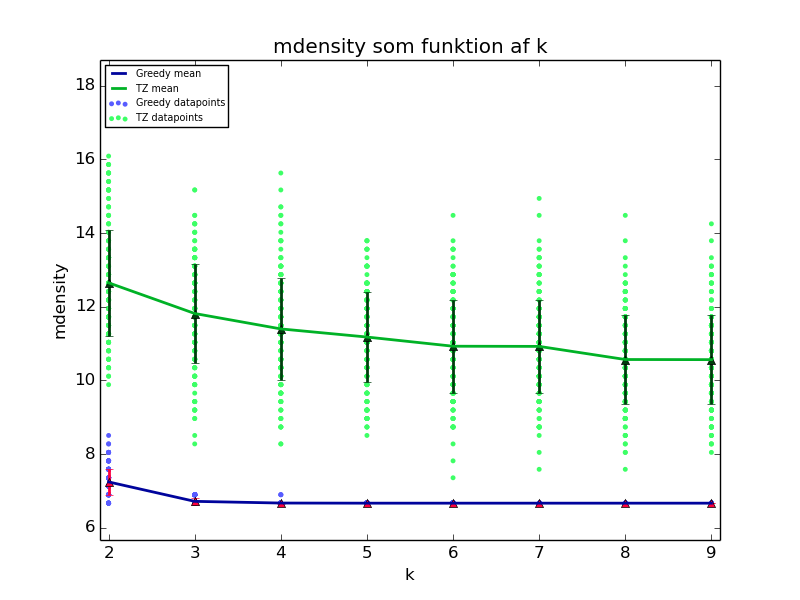 mdensity som funktion af k
Greedy mean
TZ mean
Greedy datapoints
TZ datapoints
18
16
14
12
10
8
6
mdensity
2 3 4 5 6 7 8 9
k